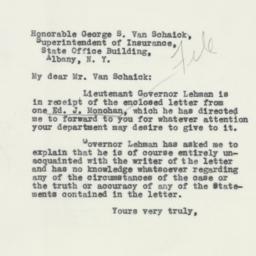 Honorable George S. Van Schaick,
Superintendent of Insurance,
State Office Building,
Albany, N. Y.
File
My dear Mr. Van Schaick:
Lieutenant Governor Lehman is
in receipt of the enclosed letter from
one Ed. J. Monohan, which he has directed
me to forward to you for whatever attention
your department may desire to give to it.
Governor Lehman has asked me to
explain that he is of course entirely un-
acquainted with the writer of the letter
and has no knowledge whatsoever regarding
any of the circumstances of the case or
the truth or accuracy of any of the state-
ments contained in the letter.
Yours very truly,